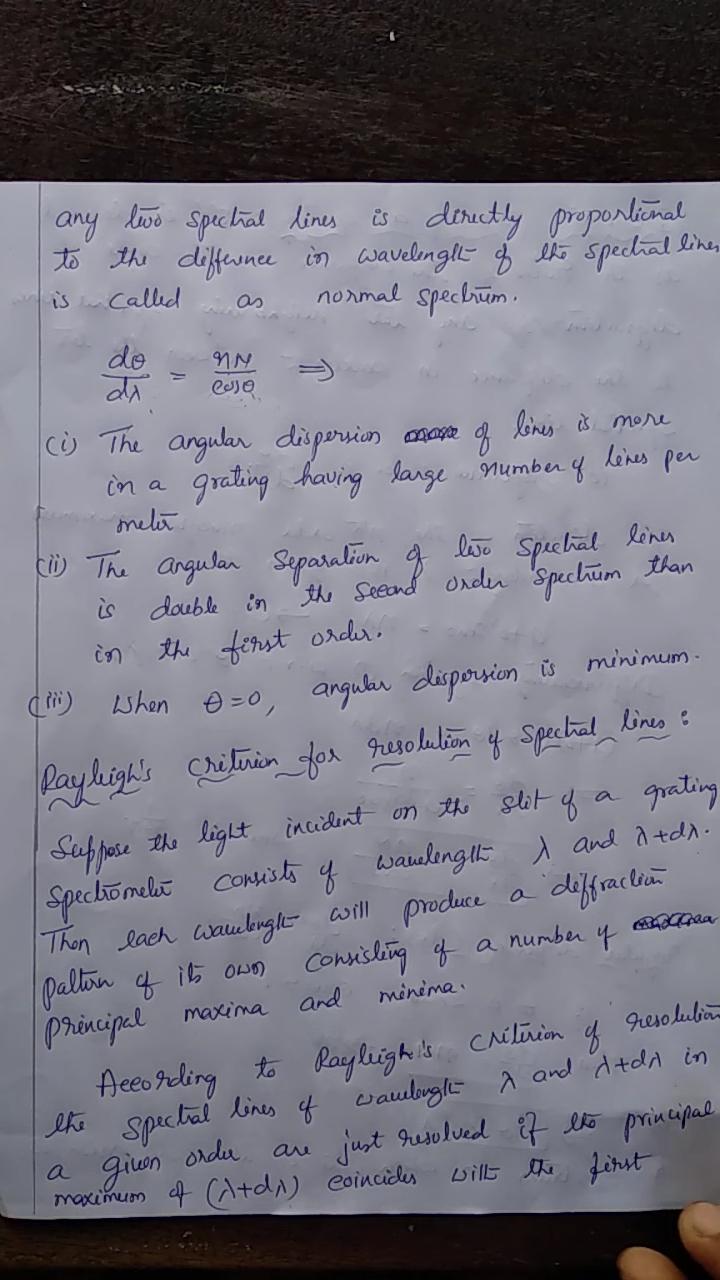 any two spectral lines is directly proportional
to the difference in wavelength of the spectral lines
is called as normal spectrum.
dθ/dλ = nN/cosθ ⇒
(i) The angular dispersion of lines is more
in a grating having large number of lines per
meter
(ii) The angular separation of two spectral lines
is double in the second order spectrum than
in the first order.
(iii) When θ=0, angular dispersion is minimum.
Rayleigh's criterion for resolution of spectral lines :
Suppose the light incident on the slit of a grating
spectrometer consists of wavelength λ and λ+dλ.
Then each wavelength will produce a diffraction
pattern of its own consisting of a number of
principal maxima and minima.
According to Rayleigh's criterion of resolution
the spectral lines of wavelength λ and λ+dλ in
a given order are just resolved if the principal
maximum of (λ+dλ) coincides with the first